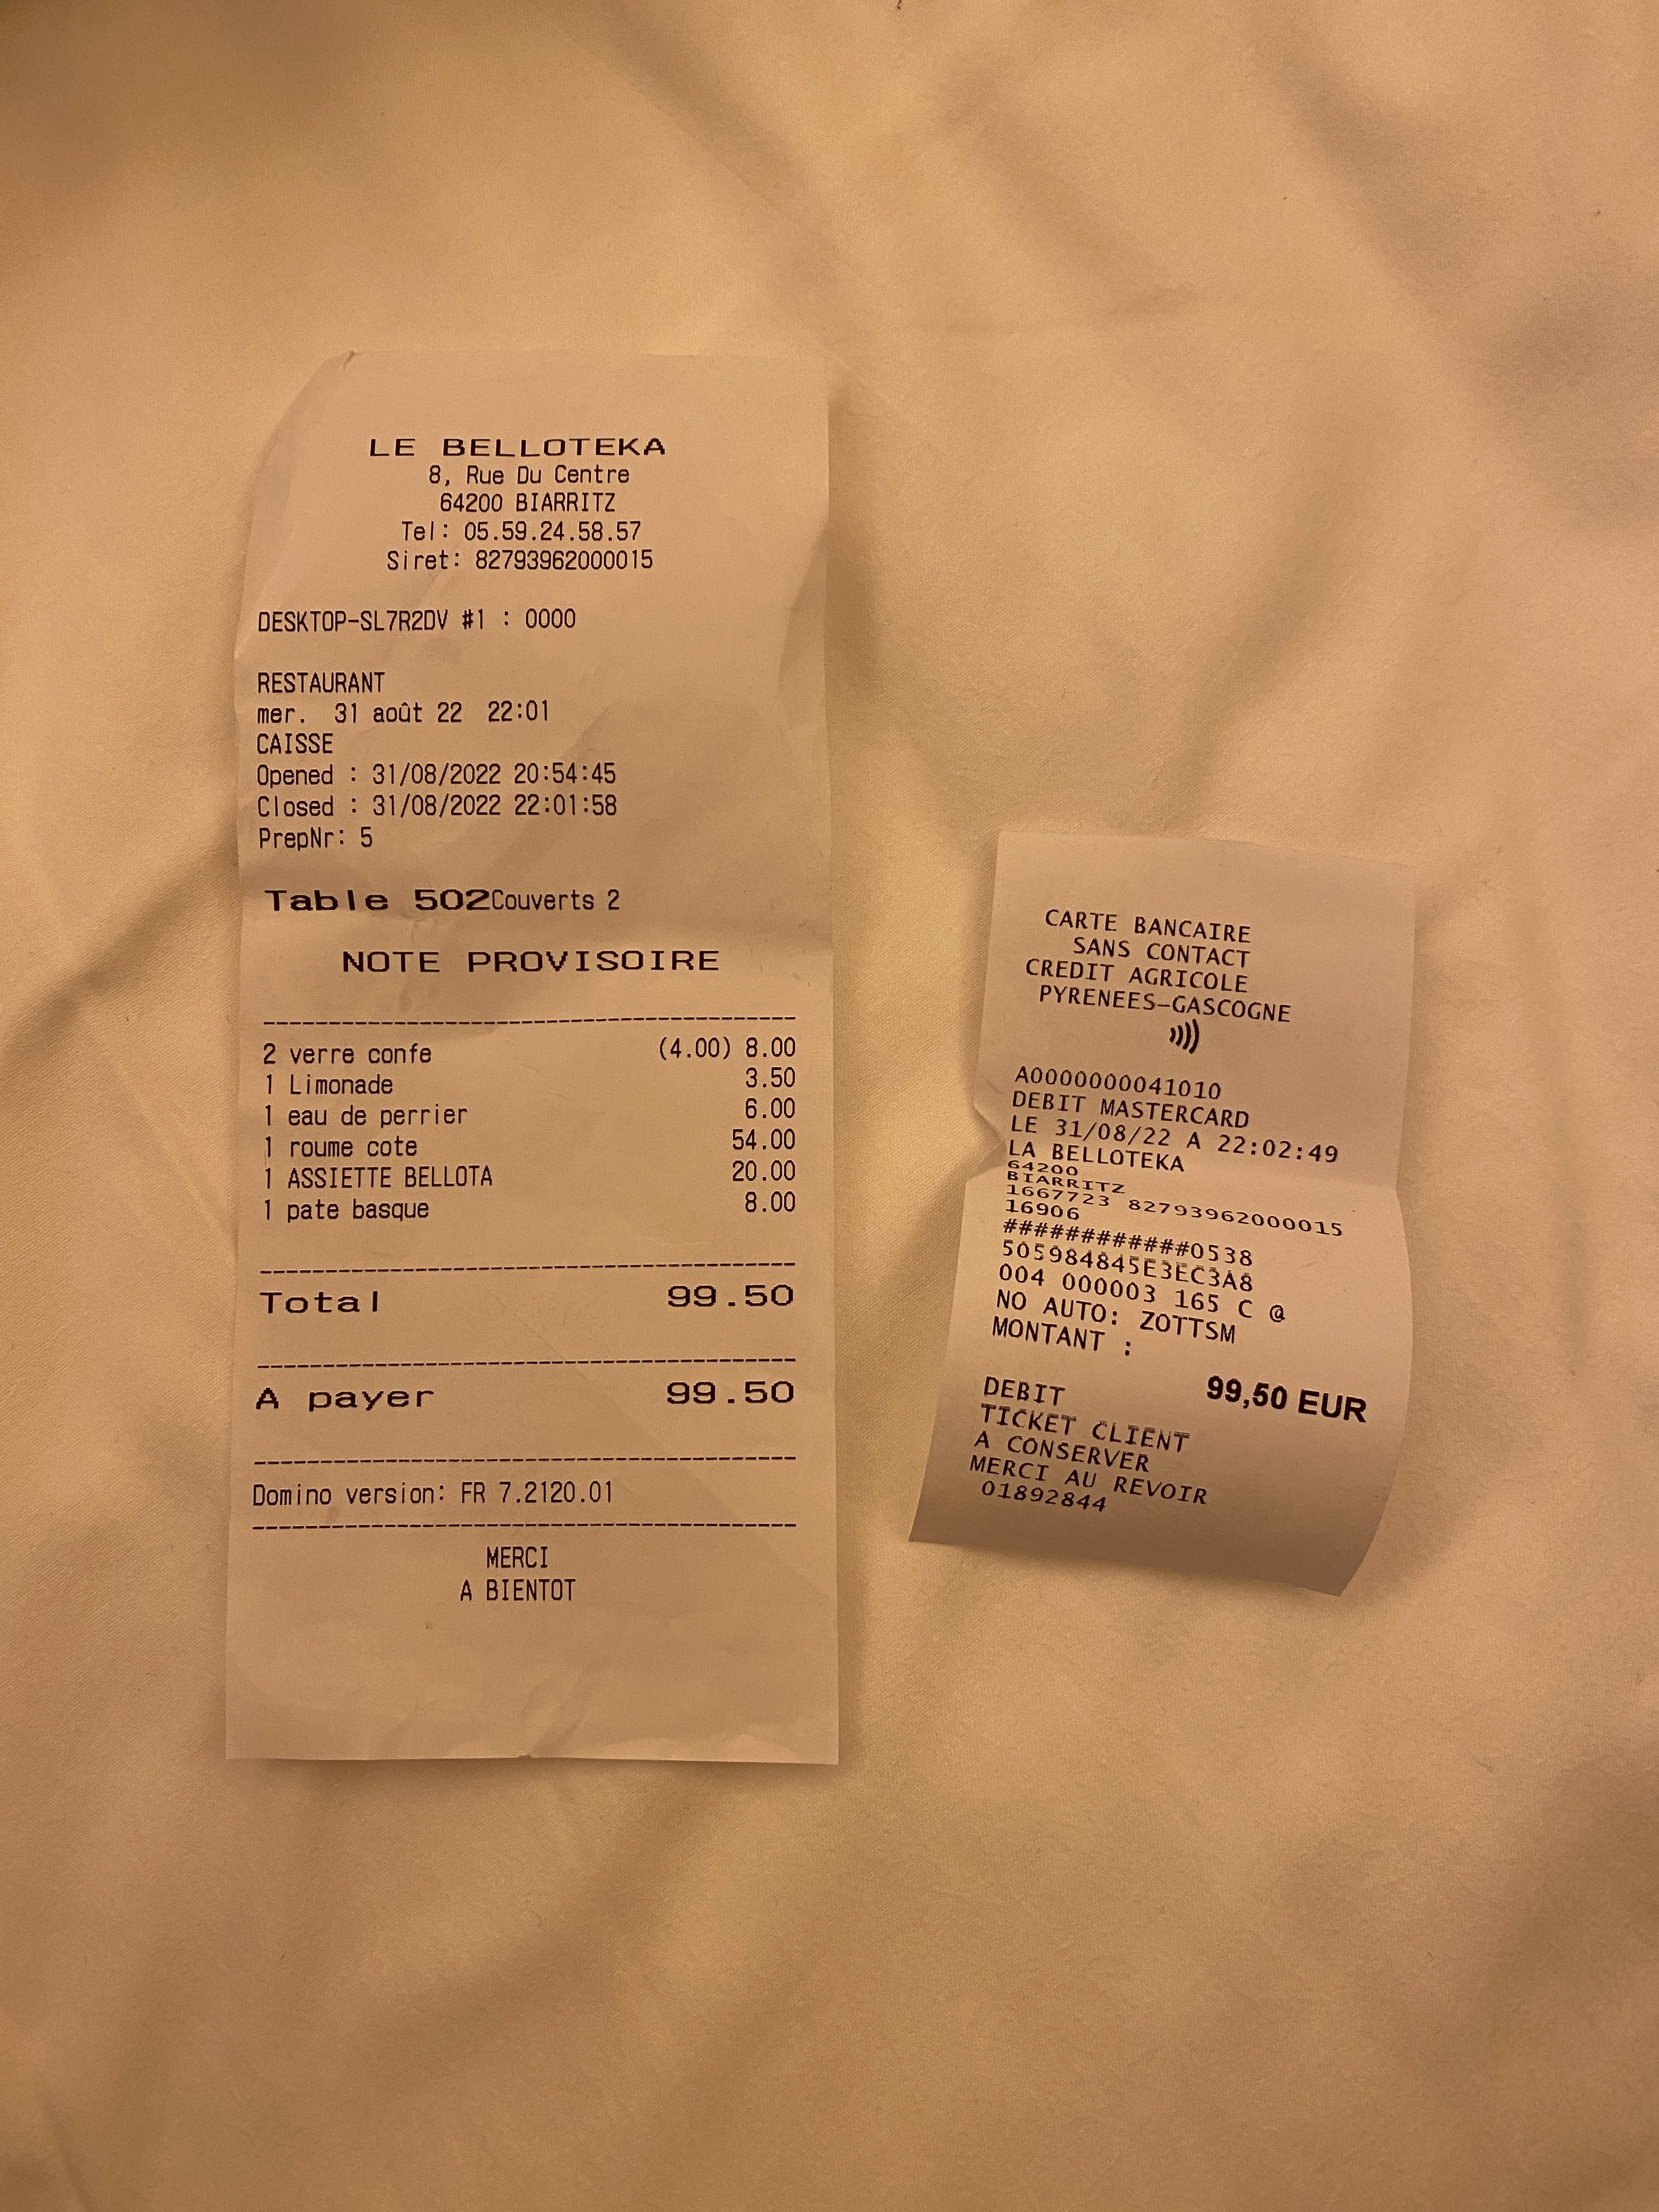 LE BELLOTEKA
8, Rue Du Centre
64200 BIARRITZ
Tel: 05.59.24.58.57
Siret: 82793962000015
DESKTOP-SL7R2DV #1 : 0000
RESTAURANT
mer. 31 août 22 22:01
CAISSE
Opened : 31/08/2022 20:54:45
Closed : 31/08/2022 22:01:58
PrepNr: 5
Table 502Couverts 2
NOTE PROVISOIRE
2 verre confe (4.00) 8.00
1 Limonade 3.50
1 eau de perrier 6.00
1 roume cote 54.00
1 ASSIETTE BELLOTA 20.00
1 pate basque 8.00
Total 99.50
A payer 99.50
Domino version: FR 7.2120.01
MERCI
A BIENTOT
CARTE BANCAIRE
SANS CONTACT
CREDIT AGRICOLE
PYRENEES-GASCOGNE
A0000000041010
DEBIT MASTERCARD
LE 31/08/22 A 22:02:49
LA BELLOTEKA
64200
BIARRITZ
1667723 82793962000015
16906
############0538
505984845E3EC3A8
004 000003 165 C @
NO AUTO: ZOTTSM
MONTANT :
99,50 EUR
DEBIT
TICKET CLIENT
A CONSERVER
MERCI AU REVOIR
01892844